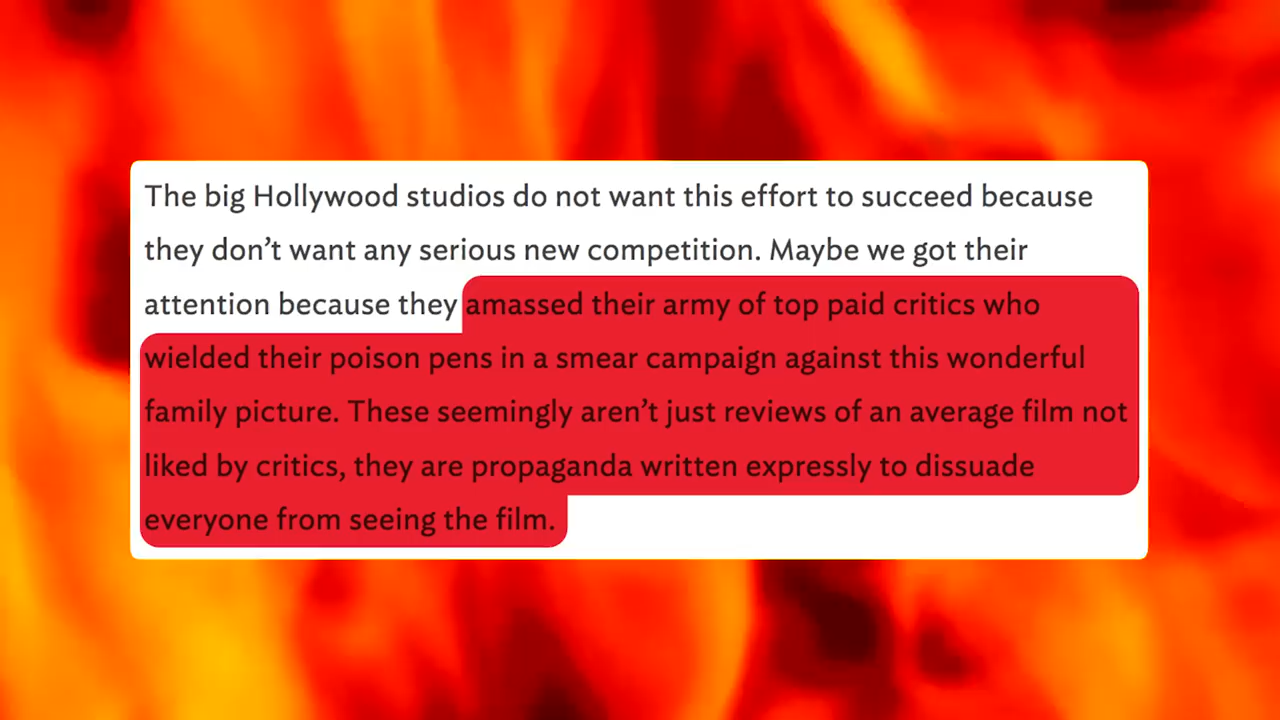 The big Hollywood studios do not want this effort to succeed because
they don’t want any serious new competition. Maybe we got their
attention because they amassed their army of top paid critics who
wielded their poison pens in a smear campaign against this wonderful
family picture. These seemingly aren’t just reviews of an average film not
liked by critics, they are propaganda written expressly to dissuade
everyone from seeing the film.